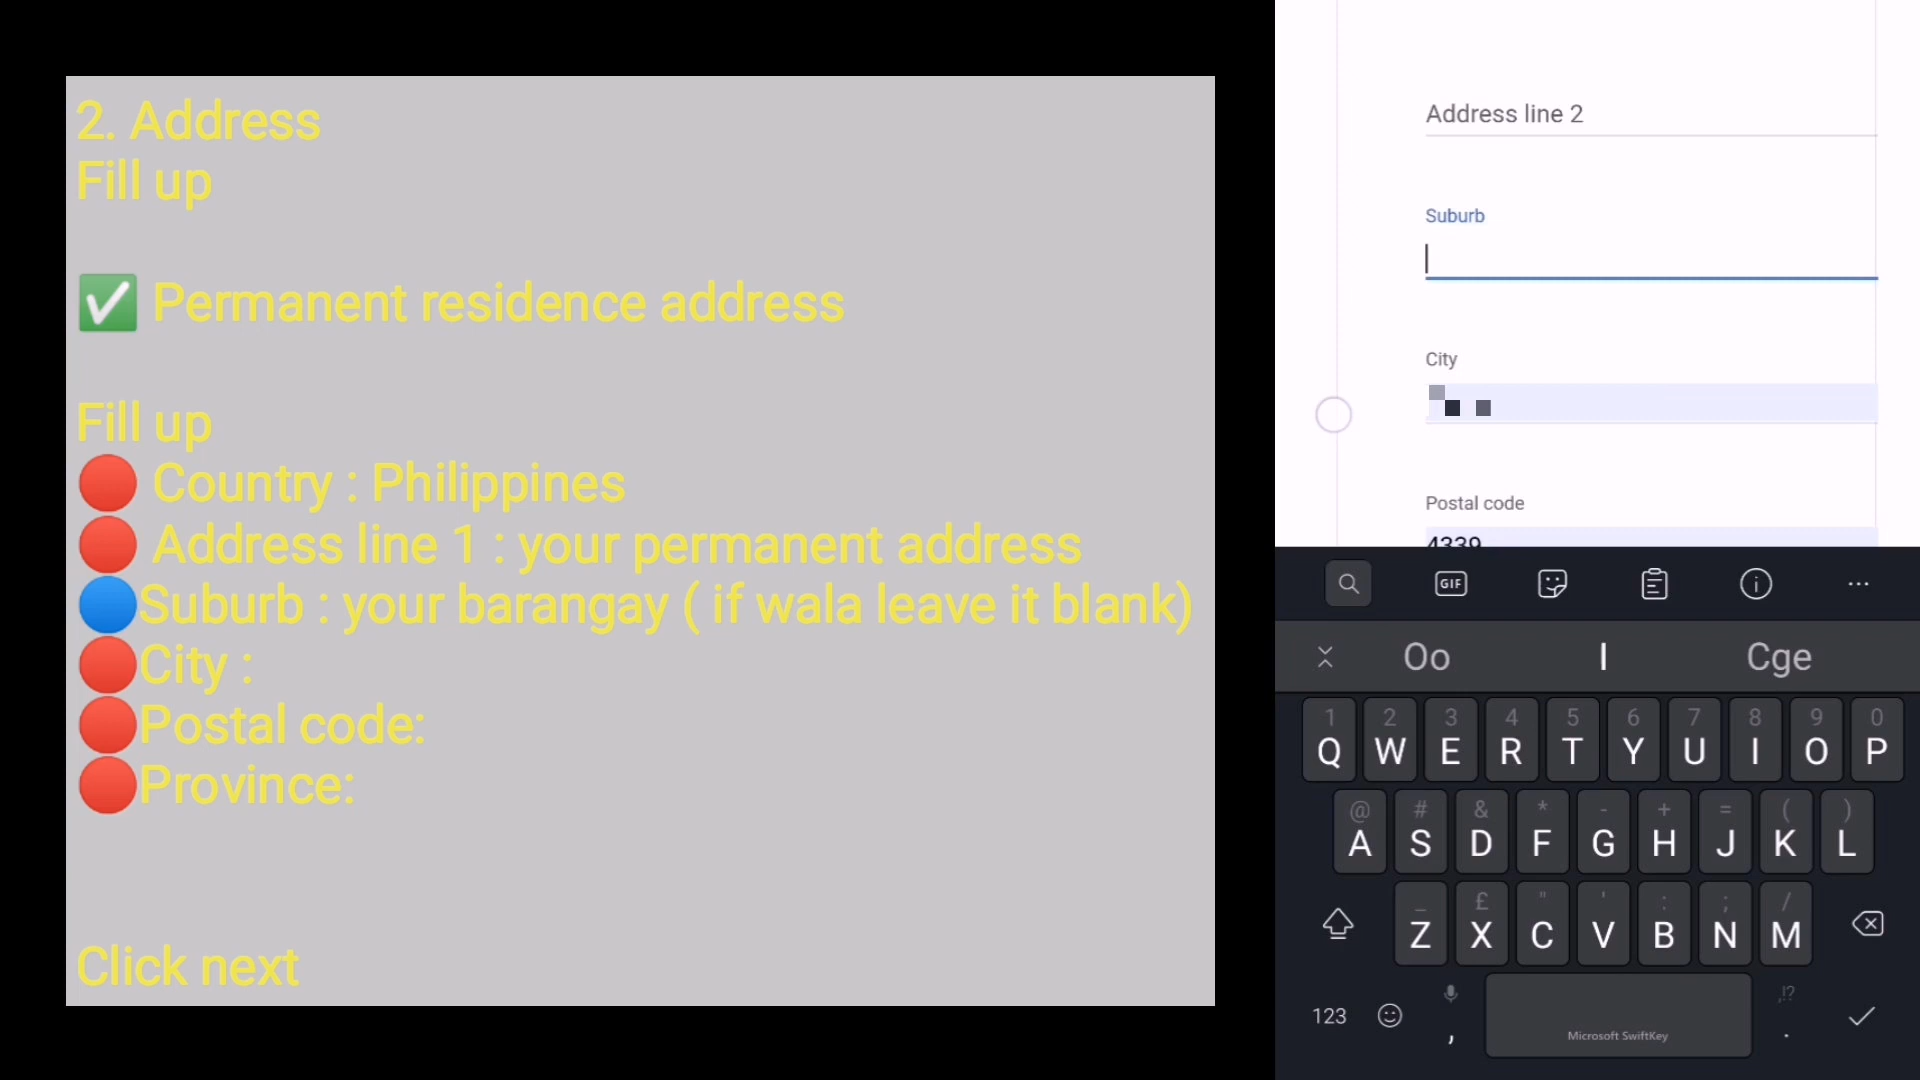 2. Address
Fill up
✅ Permanent residence address
Fill up
🔴 Country : Philippines
🔴 Address line 1 : your permanent address
🔵Suburb : your barangay ( if wala leave it blank)
🔴City :
🔴Postal code:
🔴Province:
Click next
Address line 2
Suburb
City
Postal code
4339
GIF
Oo I Cge
1 2 3 4 5 6 7 8 9 0
Q W E R T Y U I O P
@ # & * - + = ( )
A S D F G H J K L
_ £ " ' : ; /
Z X C V B N M
123 , Microsoft SwiftKey ,!? .